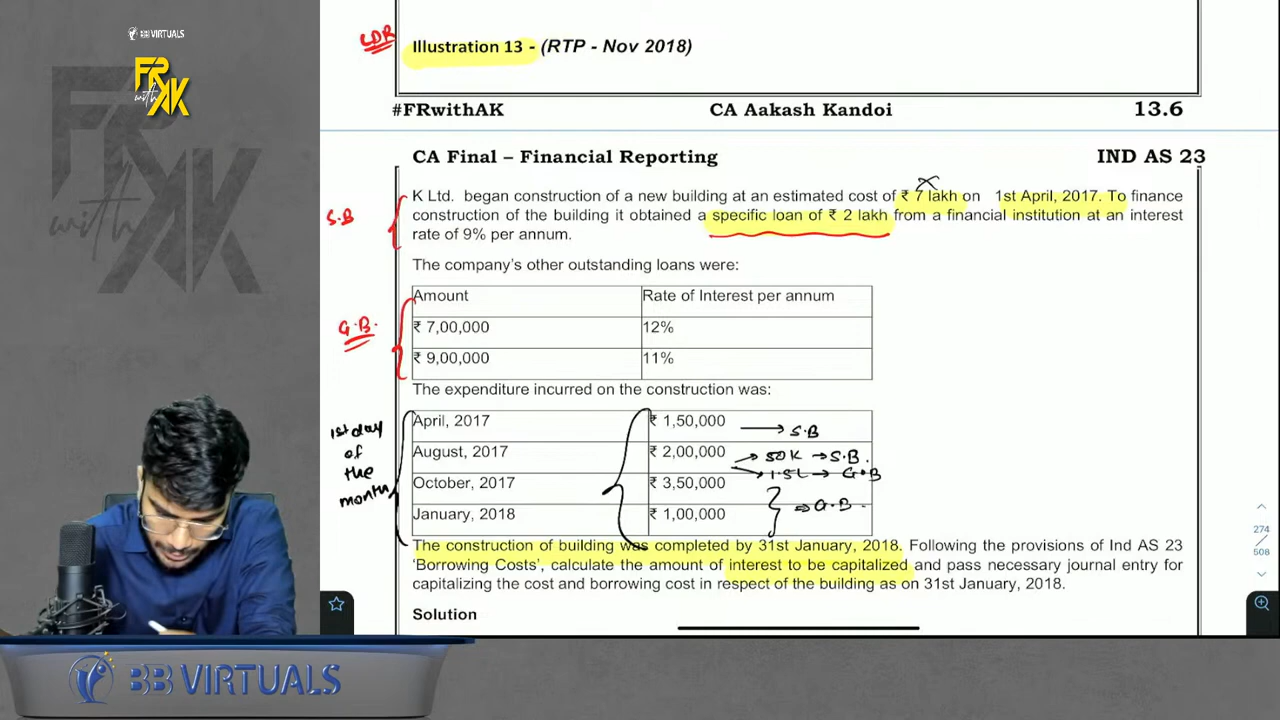 BB VIRTUALS
FR
with
AK
LDR
Illustration 13 - (RTP - Nov 2018)
#FRwithAK CA Aakash Kandoi 13.6
CA Final – Financial Reporting IND AS 23
S.B
K Ltd. began construction of a new building at an estimated cost of ₹ 7 lakh on 1st April, 2017. To finance
construction of the building it obtained a specific loan of ₹ 2 lakh from a financial institution at an interest
rate of 9% per annum.
The company's other outstanding loans were:
Amount Rate of Interest per annum
G.B.
₹ 7,00,000 12%
₹ 9,00,000 11%
The expenditure incurred on the construction was:
1st day
of
the
month
April, 2017 ₹ 1,50,000 → S.B
August, 2017 ₹ 2,00,000 → 50K → S.B.
→ 1.5L → G.B
October, 2017 ₹ 3,50,000
January, 2018 ₹ 1,00,000 ⇒ G.B.
The construction of building was completed by 31st January, 2018. Following the provisions of Ind AS 23
'Borrowing Costs', calculate the amount of interest to be capitalized and pass necessary journal entry for
capitalizing the cost and borrowing cost in respect of the building as on 31st January, 2018.
Solution
274
508
BB VIRTUALS